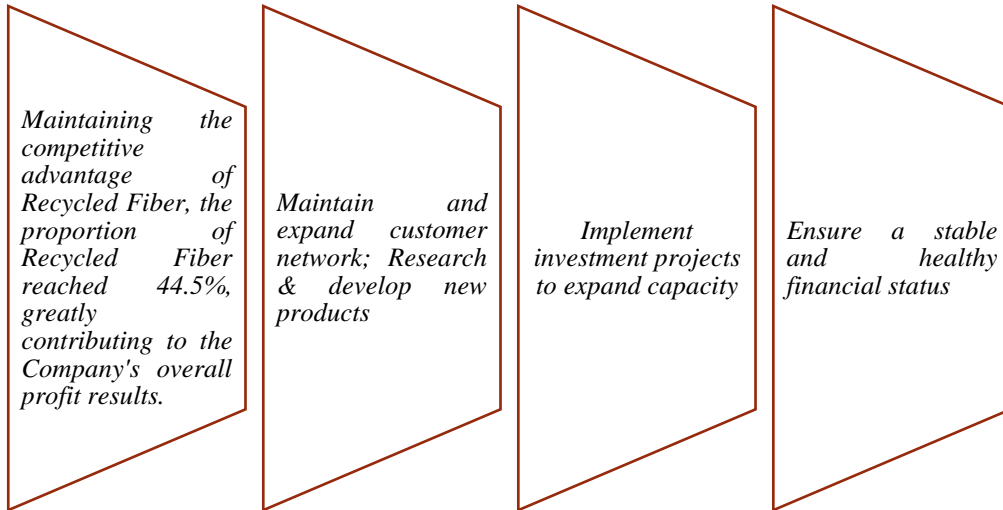 Maintaining the
competitive
advantage of
Recycled Fiber, the
proportion of
Recycled Fiber
reached 44.5%,
greatly
contributing to the
Company's overall
profit results.
Maintain and
expand customer
network; Research
& develop new
products
Implement
investment projects
to expand capacity
Ensure a stable
and healthy
financial status